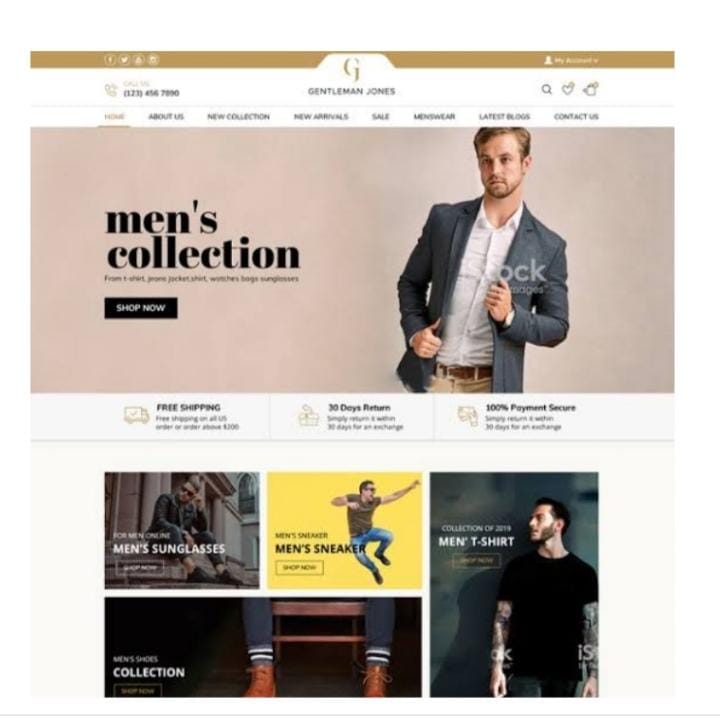 My Account
GJ
GENTLEMAN JONES
CALL US
(123) 456 7890
HOME ABOUT US NEW COLLECTION NEW ARRIVALS SALE MENSWEAR LATEST BLOGS CONTACT US
men's
collection
From t-shirt, jeans jacket,shirt, watches bags sunglasses
SHOP NOW
iStock
images
FREE SHIPPING
Free shipping on all US
order or order above $200
30 Days Return
Simply return it within
30 days for an exchange
100% Payment Secure
Simply return it within
30 days for an exchange
FOR MEN ONLINE
MEN'S SUNGLASSES
SHOP NOW
MEN'S SNEAKER
MEN'S SNEAKER
SHOP NOW
COLLECTION OF 2019
MEN' T-SHIRT
SHOP NOW
MEN'S SHOES
COLLECTION
SHOP NOW
ck
iS